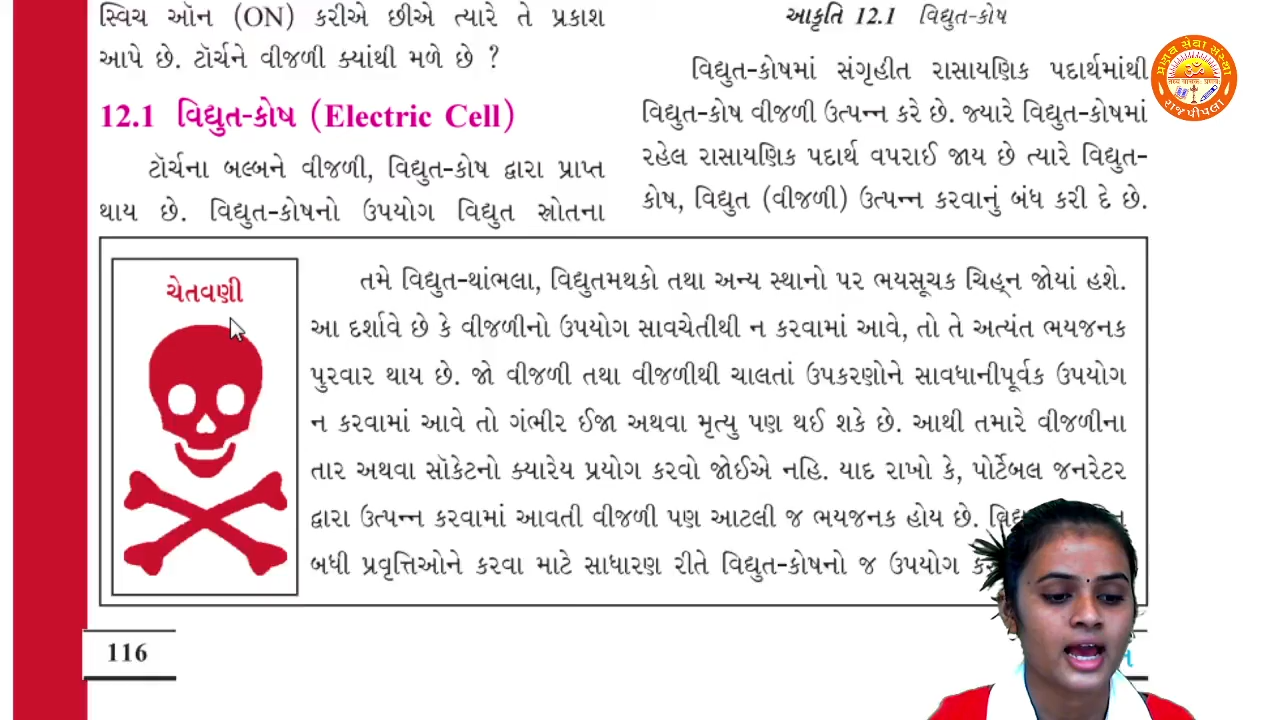 સ્વિચ ઑન (ON) કરીએ છીએ ત્યારે તે પ્રકાશ
આપે છે. ટૉર્ચને વીજળી ક્યાંથી મળે છે ?
12.1 વિદ્યુત-કોષ (Electric Cell)
ટૉર્ચના બલ્બને વીજળી, વિદ્યુત-કોષ દ્વારા પ્રાપ્ત
થાય છે. વિદ્યુત-કોષનો ઉપયોગ વિદ્યુત સ્રોતના
આકૃતિ 12.1 વિદ્યુત-કોષ
વિદ્યુત-કોષમાં સંગૃહીત રાસાયણિક પદાર્થમાંથી
વિદ્યુત-કોષ વીજળી ઉત્પન્ન કરે છે. જ્યારે વિદ્યુત-કોષમાં
રહેલ રાસાયણિક પદાર્થ વપરાઈ જાય છે ત્યારે વિદ્યુત-
કોષ, વિદ્યુત (વીજળી) ઉત્પન્ન કરવાનું બંધ કરી દે છે.
પ્રણવ સેવા સંસ્થા
રાજપીપલા
ચેતવણી
તમે વિદ્યુત-થાંભલા, વિદ્યુતમથકો તથા અન્ય સ્થાનો પર ભયસૂચક ચિહ્ન જોયાં હશે.
આ દર્શાવે છે કે વીજળીનો ઉપયોગ સાવચેતીથી ન કરવામાં આવે, તો તે અત્યંત ભયજનક
પુરવાર થાય છે. જો વીજળી તથા વીજળીથી ચાલતાં ઉપકરણોને સાવધાનીપૂર્વક ઉપયોગ
ન કરવામાં આવે તો ગંભીર ઈજા અથવા મૃત્યુ પણ થઈ શકે છે. આથી તમારે વીજળીના
તાર અથવા સૉકેટનો ક્યારેય પ્રયોગ કરવો જોઈએ નહિ. યાદ રાખો કે, પોર્ટેબલ જનરેટર
દ્વારા ઉત્પન્ન કરવામાં આવતી વીજળી પણ આટલી જ ભયજનક હોય છે.
બધી પ્રવૃત્તિઓને કરવા માટે સાધારણ રીતે વિદ્યુત-કોષનો જ ઉપયોગ
116